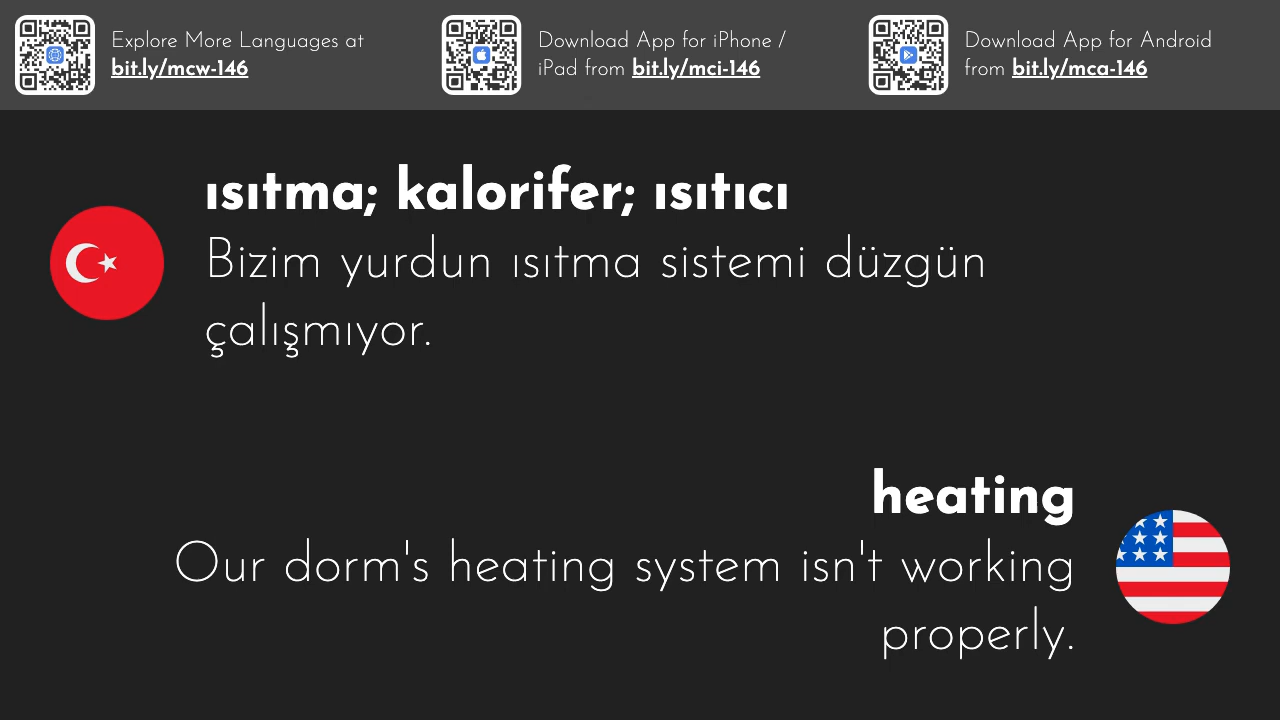 Explore More Languages at
bit.ly/mcw-146
Download App for iPhone /
iPad from bit.ly/mci-146
Download App for Android
from bit.ly/mca-146
ısıtma; kalorifer; ısıtıcı
Bizim yurdun ısıtma sistemi düzgün
çalışmıyor.
heating
Our dorm's heating system isn't working
properly.